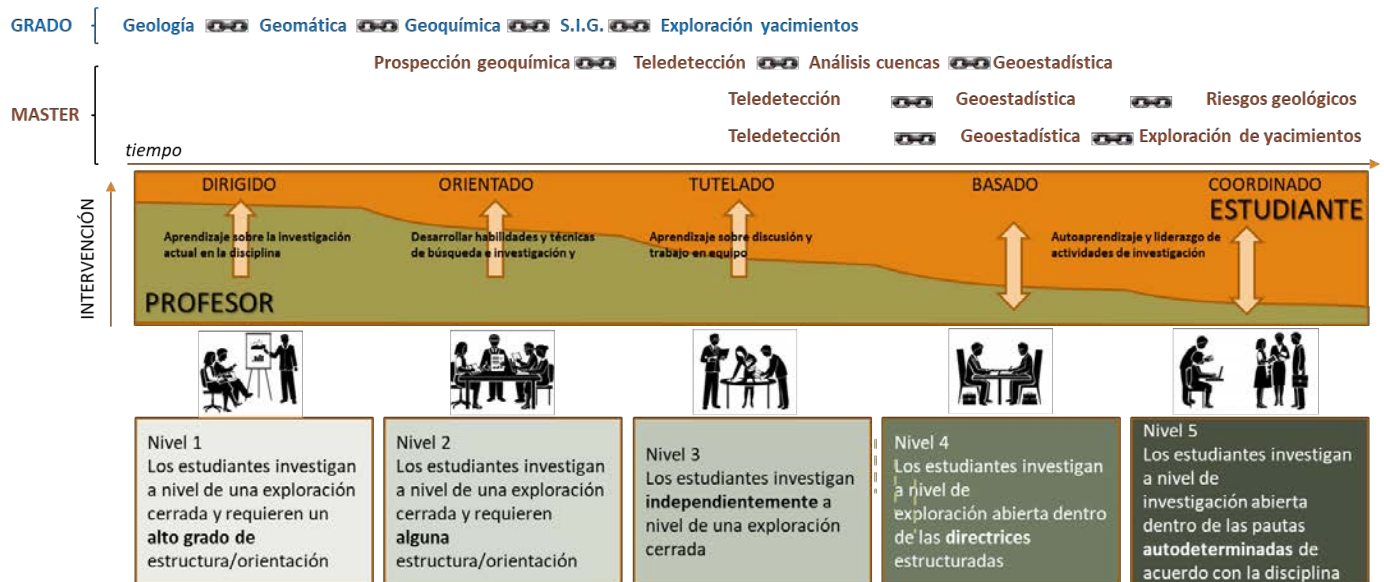 GRADO Geología Geomática Geoquímica S.I.G. Exploración yacimientos
Prospección geoquímica Teledetección Análisis cuencas Geoestadística
Teledetección Geoestadística Riesgos geológicos
MASTER
Teledetección Geoestadística Exploración de yacimientos
tiempo
INTERVENCIÓN
DIRIGIDO ORIENTADO TUTELADO BASADO COORDINADO
ESTUDIANTE
Aprendizaje sobre la investigación
actual en la disciplina
Desarrollar habilidades y técnicas
de búsqueda e investigación y
Aprendizaje sobre discusión y
trabajo en equipo
Autoaprendizaje y liderazgo de
actividades de investigación
PROFESOR
Nivel 1
Los estudiantes investigan
a nivel de una exploración
cerrada y requieren un
alto grado de
estructura/orientación
Nivel 2
Los estudiantes investigan
a nivel de una exploración
cerrada y requieren
alguna
estructura/orientación
Nivel 3
Los estudiantes investigan
independientemente a
nivel de una exploración
cerrada
Nivel 4
Los estudiantes investigan
a nivel de
exploración abierta dentro
de las directrices
estructuradas
Nivel 5
Los estudiantes investigan
a nivel de
investigación abierta
dentro de las pautas
autodeterminadas de
acuerdo con la disciplina